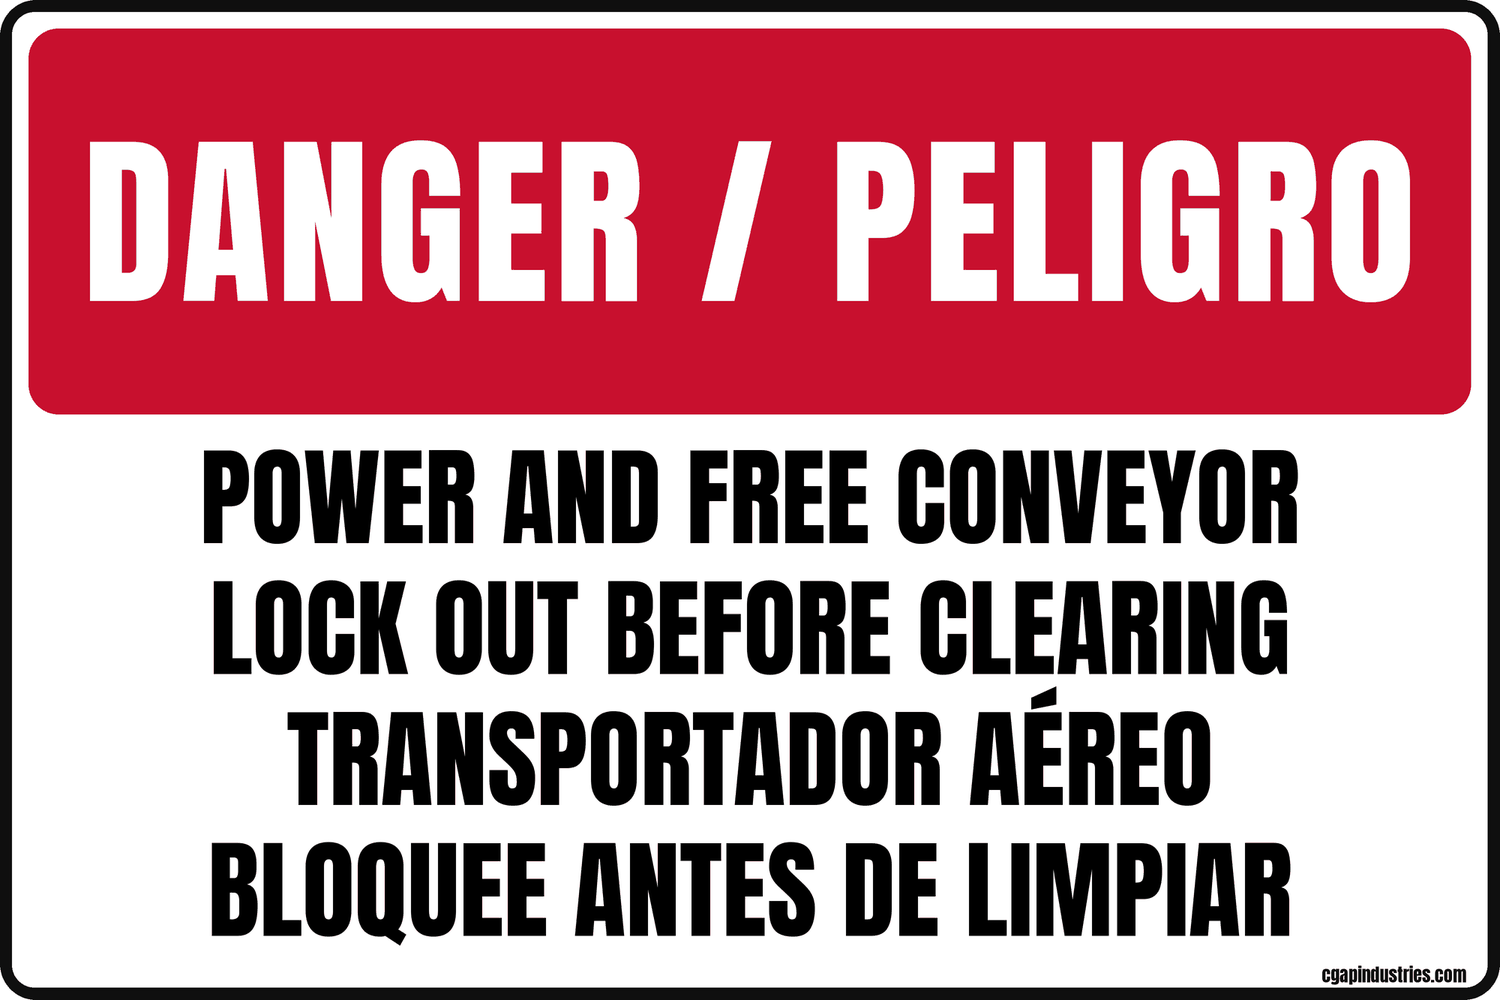 DANGER / PELIGRO
POWER AND FREE CONVEYOR
LOCK OUT BEFORE CLEARING
TRANSPORTADOR AÉREO
BLOQUEE ANTES DE LIMPIAR
cgapindustries.com